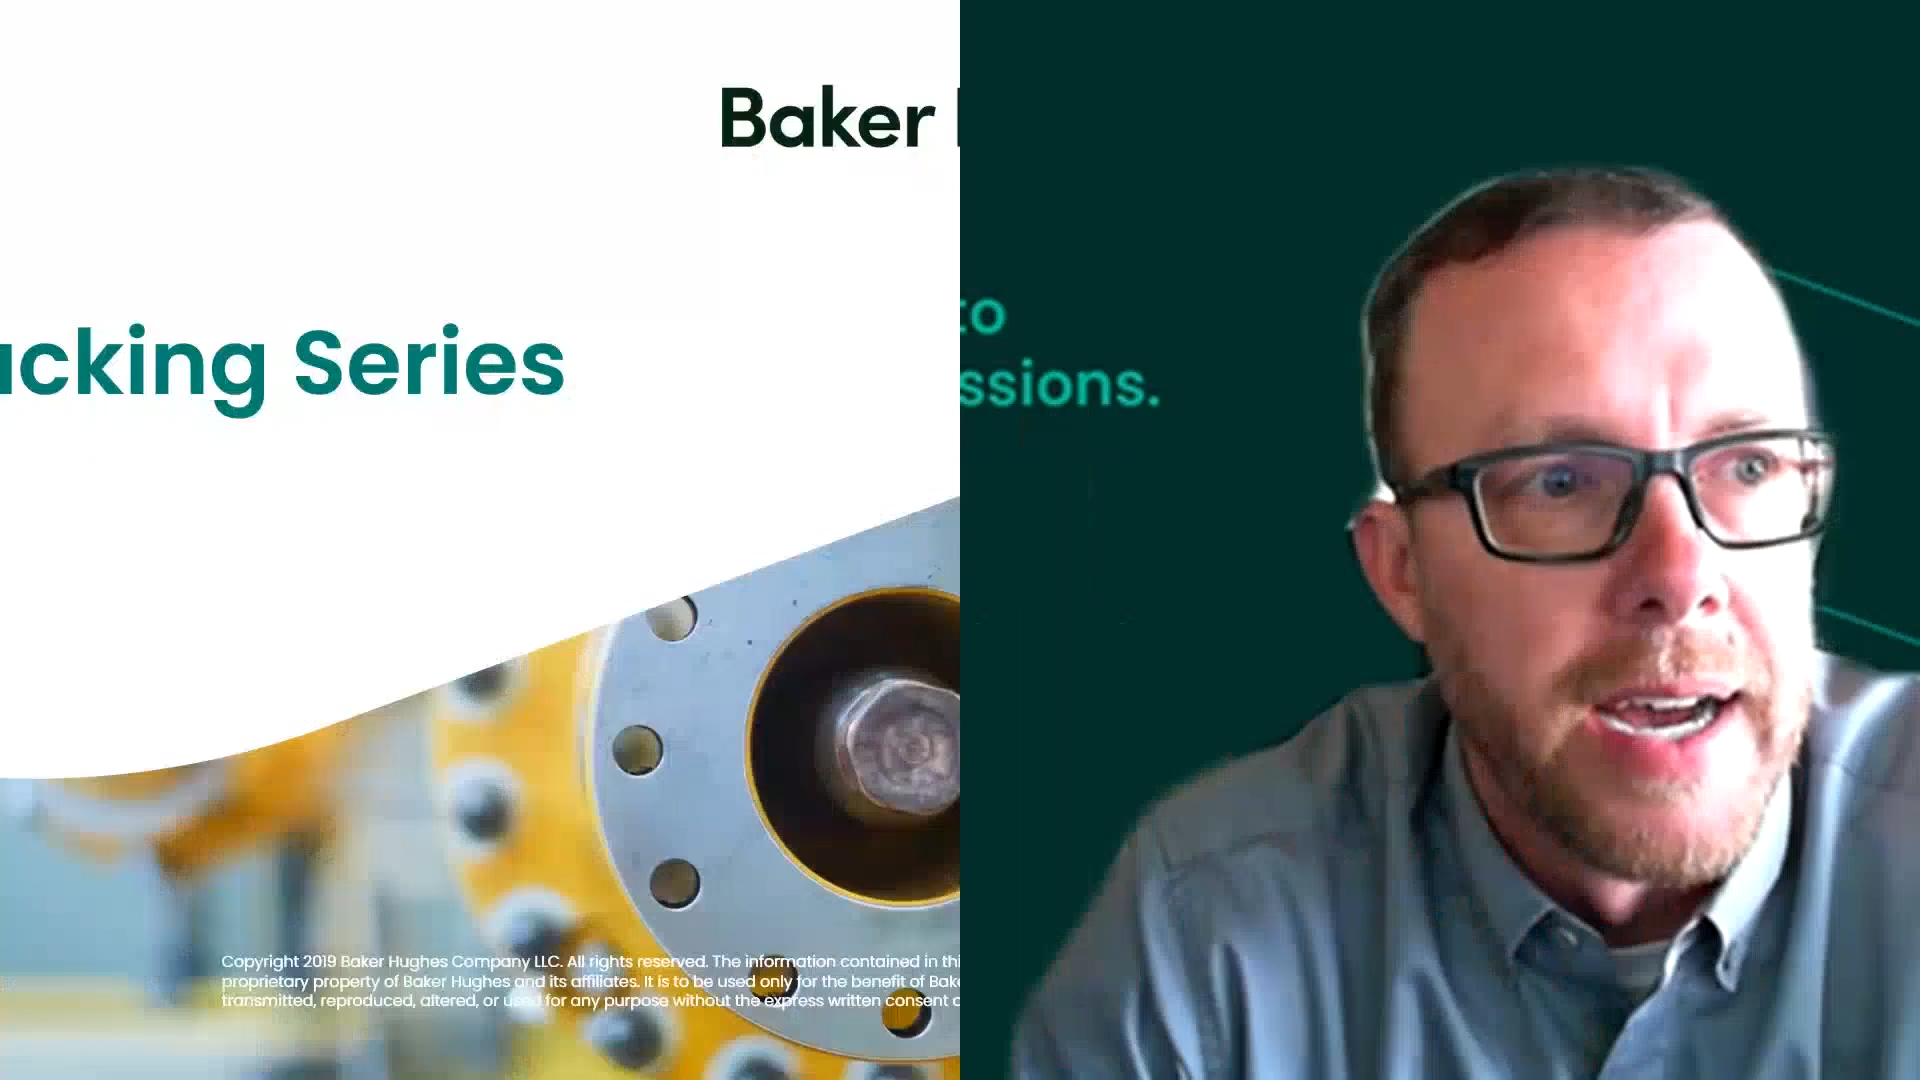 Baker
acking Series
to
ssions.
Copyright 2019 Baker Hughes Company LLC. All rights reserved. The information contained in thi
proprietary property of Baker Hughes and its affiliates. It is to be used only for the benefit of Bake
transmitted, reproduced, altered, or used for any purpose without the express written consent o